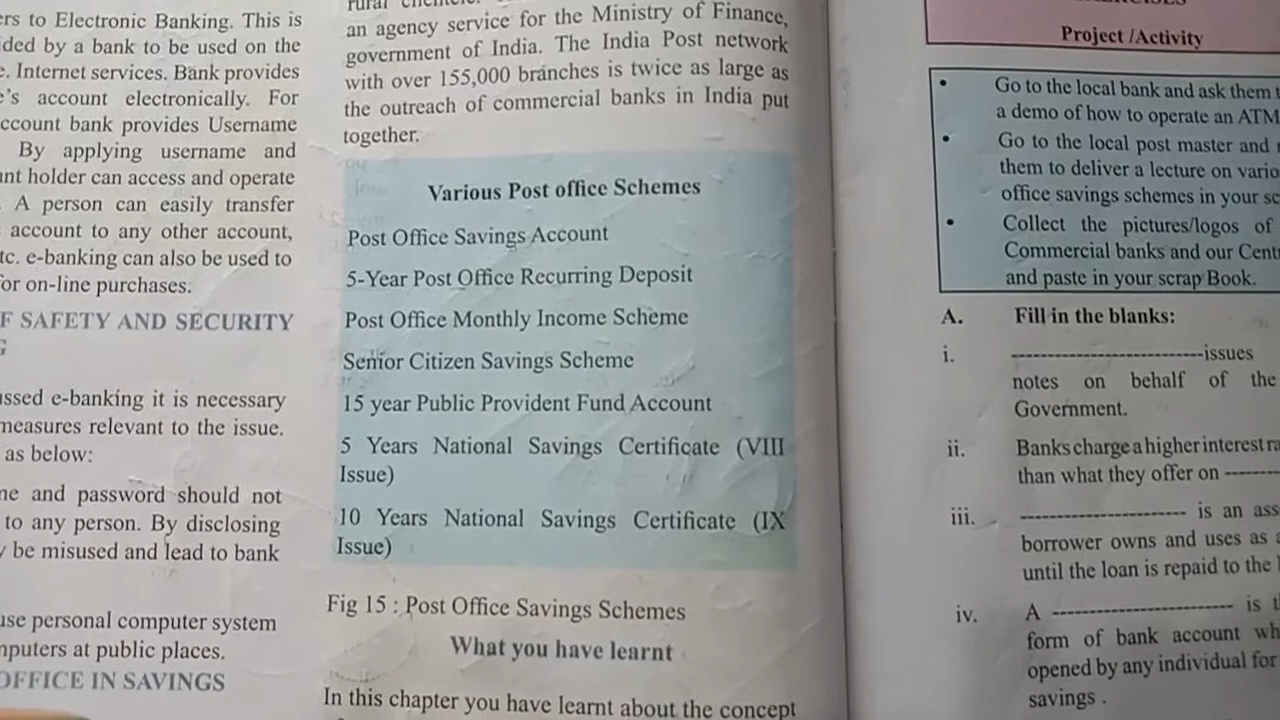 ers to Electronic Banking. This is
ided by a bank to be used on the
e. Internet services. Bank provides
e's account electronically. For
ccount bank provides Username
By applying username and
unt holder can access and operate
. A person can easily transfer
account to any other account,
tc. e-banking can also be used to
for on-line purchases.
F SAFETY AND SECURITY
G
ussed e-banking it is necessary
measures relevant to the issue.
as below:
me and password should not
to any person. By disclosing
y be misused and lead to bank
use personal computer system
mputers at public places.
OFFICE IN SAVINGS
an agency service for the Ministry of Finance,
government of India. The India Post network
with over 155,000 branches is twice as large as
the outreach of commercial banks in India put
together.
Various Post office Schemes
Post Office Savings Account
5-Year Post Office Recurring Deposit
Post Office Monthly Income Scheme
Senior Citizen Savings Scheme
15 year Public Provident Fund Account
5 Years National Savings Certificate (VIII
Issue)
10 Years National Savings Certificate (IX
Issue)
Fig 15 : Post Office Savings Schemes
What you have learnt
In this chapter you have learnt about the concept
Project /Activity
• Go to the local bank and ask them t
a demo of how to operate an ATM
• Go to the local post master and
them to deliver a lecture on vario
office savings schemes in your sc
• Collect the pictures/logos of
Commercial banks and our Cent
and paste in your scrap Book.
A. Fill in the blanks:
i. --------------------------issues
notes on behalf of the
Government.
ii. Banks charge a higher interest ra
than what they offer on -------
iii. ---------------------- is an ass
borrower owns and uses as a
until the loan is repaid to the
iv. A ------------------------ is t
form of bank account wh
opened by any individual for
savings .